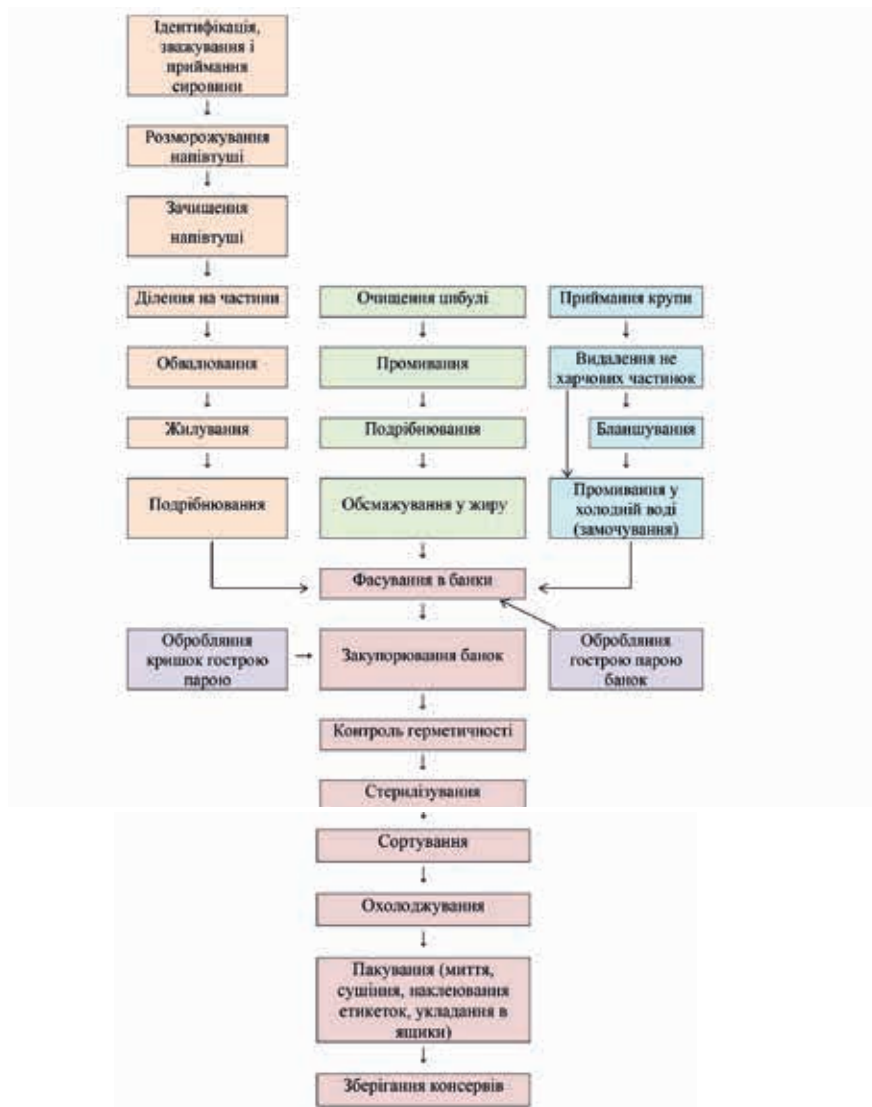 Ідентифікація,
зважування і
приймання
сировини
Розморожування
напівтуші
Зачищення
напівтуші
Ділення на частини
Очищення цибулі
Приймання крупи
Обвалювання
Промивання
Видалення не
харчових частинок
Жилування
Подрібнювання
Бланшування
Подрібнювання
Обсмажування у жиру
Промивання у
холодній воді
(замочування)
Фасування в банки
Обробляння
кришок гострою
парою
Закупорювання банок
Обробляння
гострою парою
банок
Контроль герметичності
Стерилізування
Сортування
Охолоджування
Пакування (миття,
сушіння, наклеювання
етикеток, укладання в
ящики)
Зберігання консервів